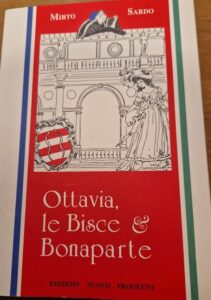 Mirto Sardo
Ottavia,
le Bisce &
Bonaparte
EDIZIONI NUOVO PROGETTO